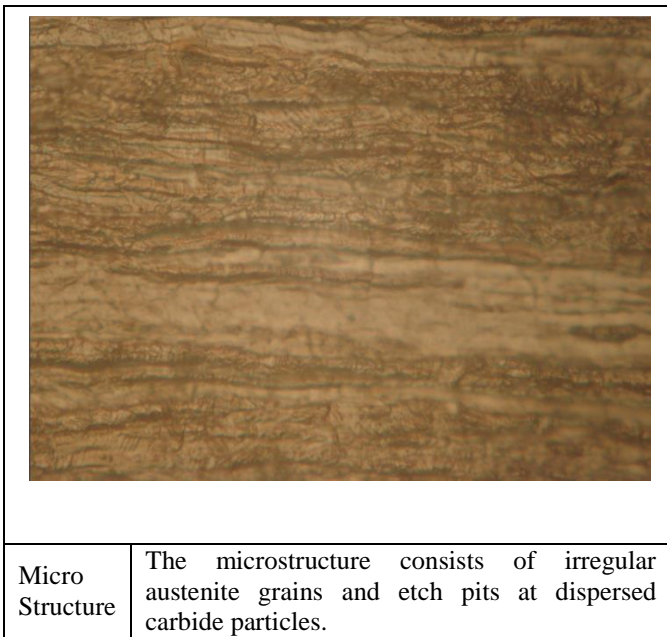 Micro
Structure
The microstructure consists of irregular
austenite grains and etch pits at dispersed
carbide particles.